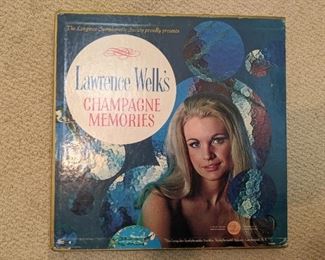 The Longines Symphonette Society proudly presents
Lawrence Welk's
CHAMPAGNE
MEMORIES